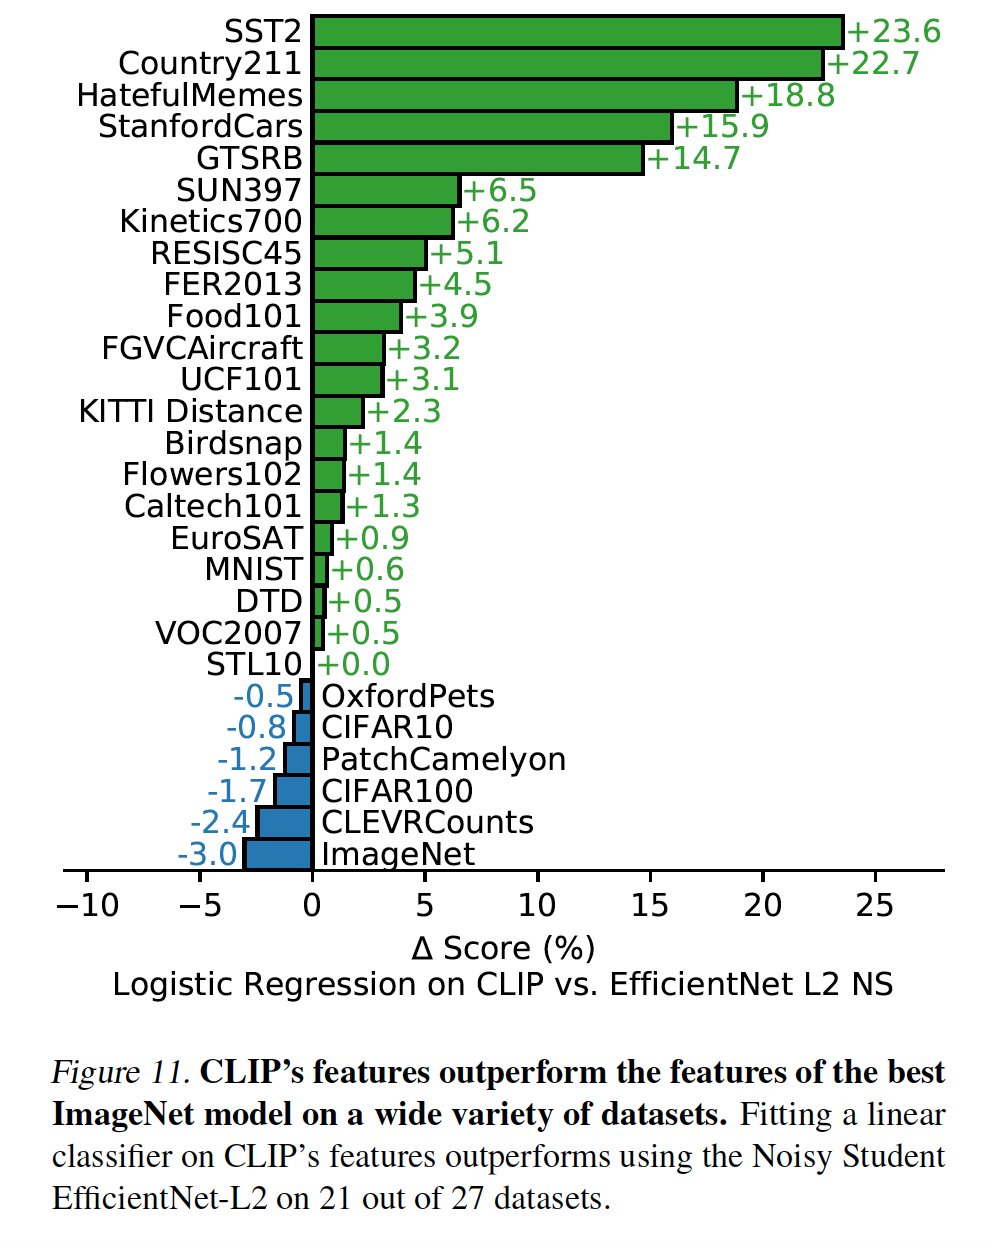 SST2 +23.6
Country211 +22.7
HatefulMemes +18.8
StanfordCars +15.9
GTSRB +14.7
SUN397 +6.5
Kinetics700 +6.2
RESISC45 +5.1
FER2013 +4.5
Food101 +3.9
FGVCAircraft +3.2
UCF101 +3.1
KITTI Distance +2.3
Birdsnap +1.4
Flowers102 +1.4
Caltech101 +1.3
EuroSAT +0.9
MNIST +0.6
DTD +0.5
VOC2007 +0.5
STL10 +0.0
-0.5 OxfordPets
-0.8 CIFAR10
-1.2 PatchCamelyon
-1.7 CIFAR100
-2.4 CLEVRCounts
-3.0 ImageNet
−10 −5 0 5 10 15 20 25
Δ Score (%)
Logistic Regression on CLIP vs. EfficientNet L2 NS
Figure 11. CLIP's features outperform the features of the best
ImageNet model on a wide variety of datasets. Fitting a linear
classifier on CLIP's features outperforms using the Noisy Student
EfficientNet-L2 on 21 out of 27 datasets.